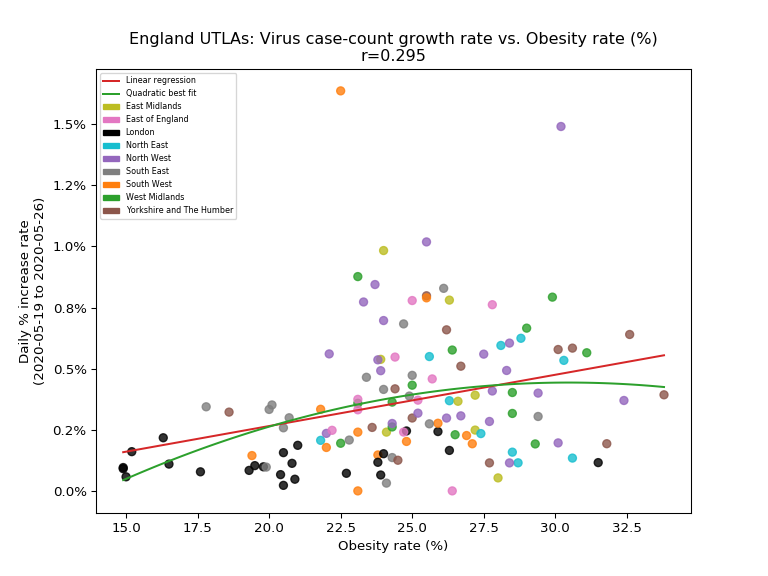 England UTLAs: Virus case-count growth rate vs. Obesity rate (%)
r=0.295
Linear regression
Quadratic best fit
East Midlands
East of England
London
North East
North West
South East
South West
West Midlands
Yorkshire and The Humber
1.5%
1.2%
1.0%
0.8%
0.5%
0.2%
0.0%
Daily % increase rate
(2020-05-19 to 2020-05-26)
15.0 17.5 20.0 22.5 25.0 27.5 30.0 32.5
Obesity rate (%)